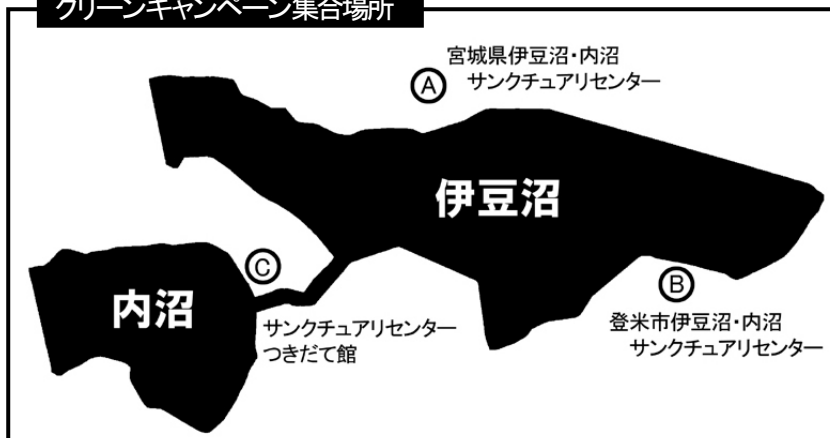 クリーンキャンペーン集合場所
宮城県伊豆沼・内沼
サンクチュアリセンター
Ⓐ
伊豆沼
内沼
Ⓒ
サンクチュアリセンター
つきだて館
Ⓑ
登米市伊豆沼・内沼
サンクチュアリセンター